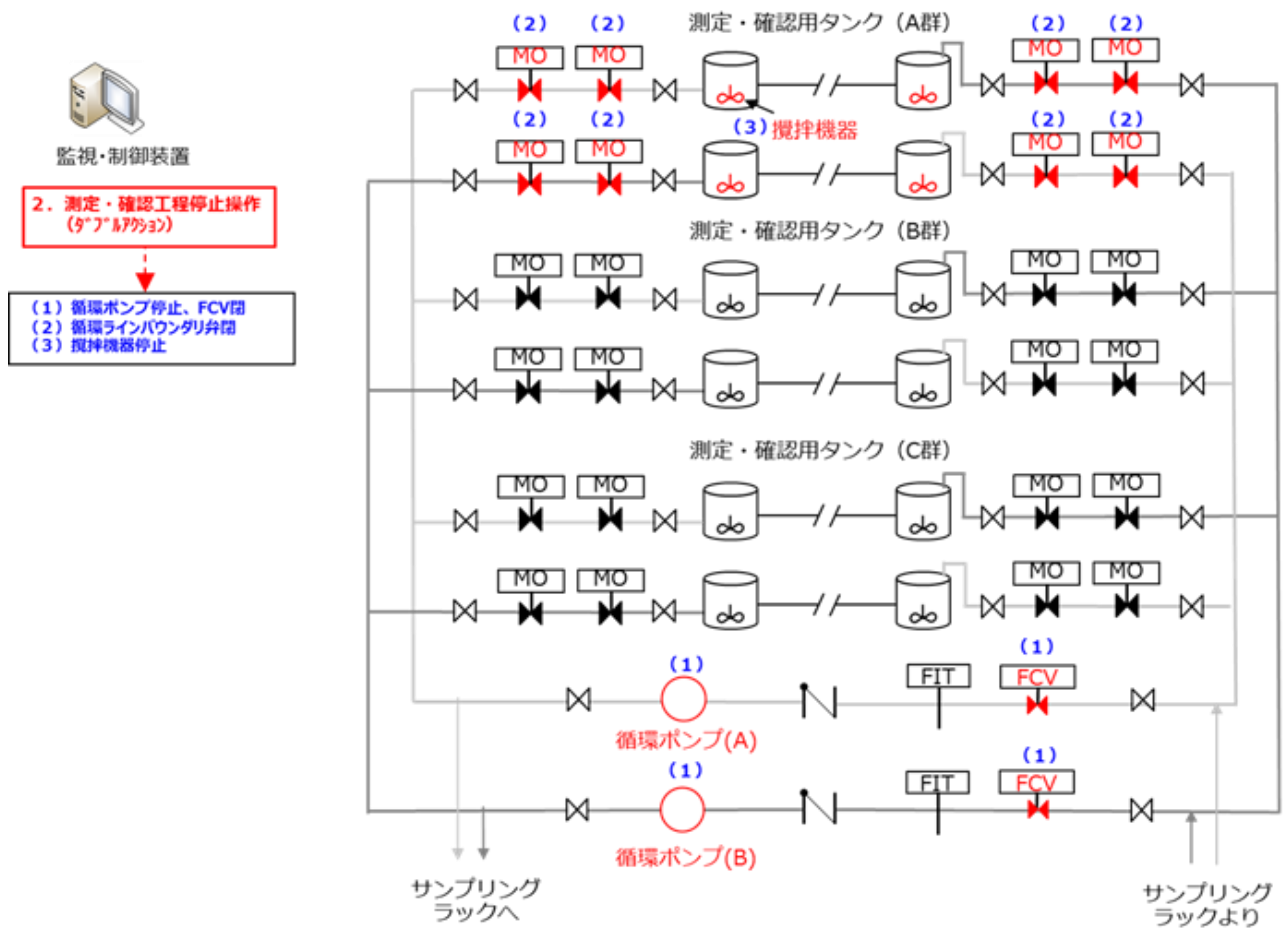 測定・確認用タンク（A群）
（2）　（2）　（2）　（2）
MO　MO　MO　MO
（2）　（2）　（3）攪拌機器　（2）　（2）
MO　MO　MO　MO
監視・制御装置
2．測定・確認工程停止操作
（ﾀﾞﾌﾞﾙｱｸｼｮﾝ）
（1）循環ポンプ停止、FCV閉
（2）循環ラインバウンダリ弁閉
（3）攪拌機器停止
測定・確認用タンク（B群）
MO　MO　MO　MO
MO　MO　MO　MO
測定・確認用タンク（C群）
MO　MO　MO　MO
MO　MO　MO　MO
（1）　（1）
FIT　FCV
循環ポンプ(A)
（1）　（1）
FIT　FCV
循環ポンプ(B)
サンプリング
ラックへ
サンプリング
ラックより